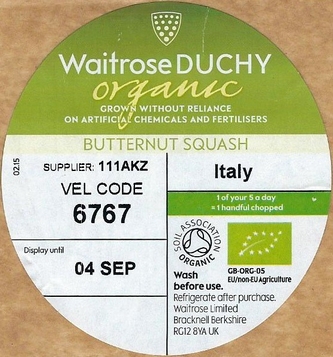 Waitrose DUCHY
organic
GROWN WITHOUT RELIANCE
ON ARTIFICIAL CHEMICALS AND FERTILISERS
BUTTERNUT SQUASH
02.15
SUPPLIER: 111AKZ
VEL CODE
6767
Display until
04 SEP
Italy
1 of your 5 a day
= 1 handful chopped
SOIL ASSOCIATION
ORGANIC
GB-ORG-05
EU/non-EU Agriculture
Wash
before use.
Refrigerate after purchase.
Waitrose Limited
Bracknell Berkshire
RG12 8YA UK